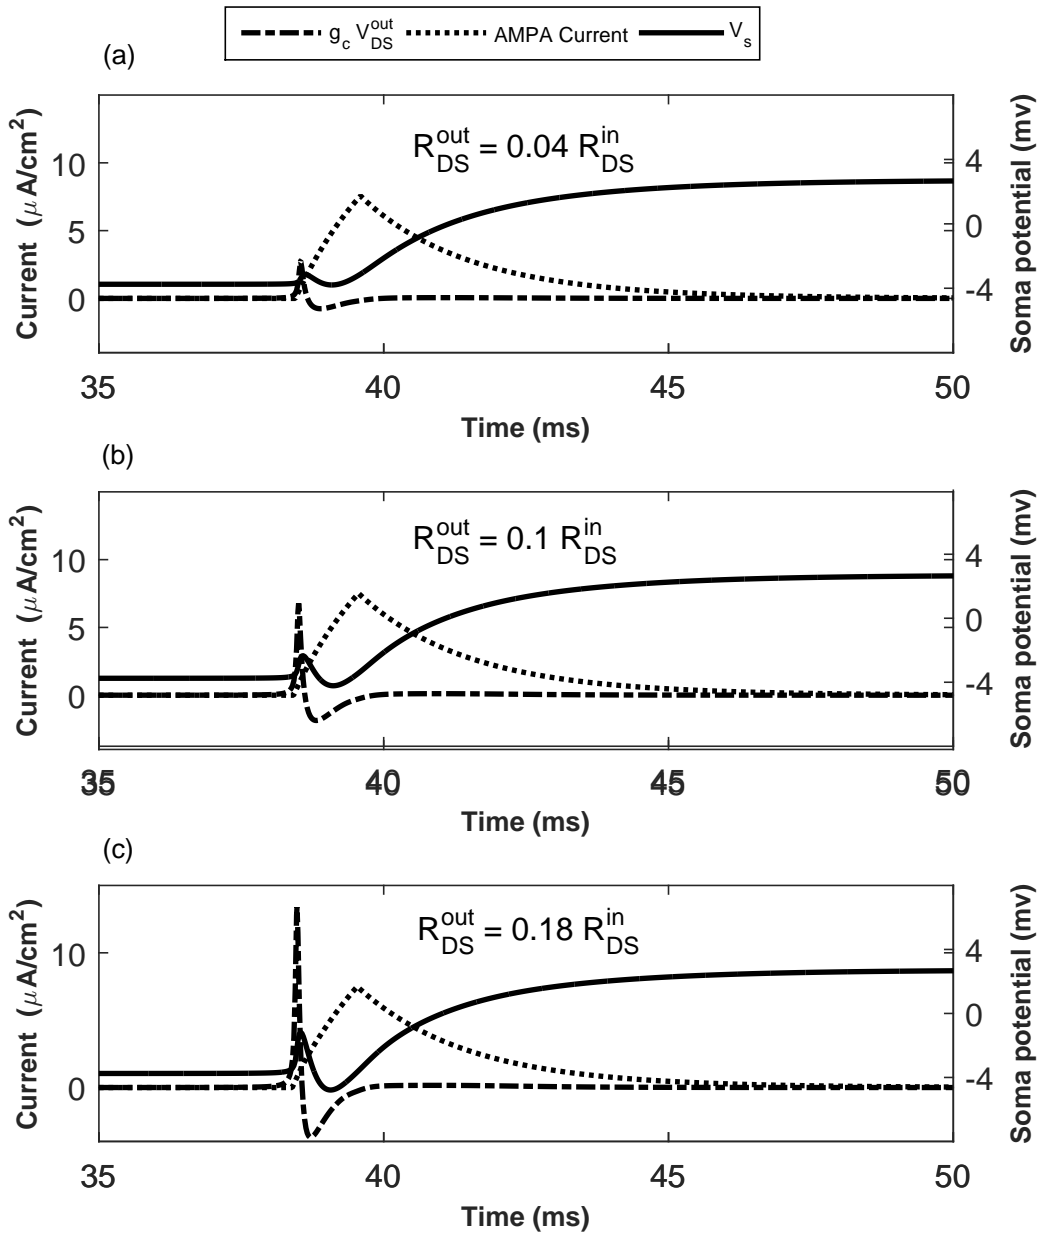 g_c V_DS^out AMPA Current V_s
(a)
R_DS^out = 0.04 R_DS^in
Current (μ A/cm²)
10
5
0
Soma potential (mv)
4
0
-4
35 40 45 50
Time (ms)
(b)
R_DS^out = 0.1 R_DS^in
Current (μ A/cm²)
10
5
0
Soma potential (mv)
4
0
-4
35 40 45 50
Time (ms)
(c)
R_DS^out = 0.18 R_DS^in
Current (μ A/cm²)
10
5
0
Soma potential (mv)
4
0
-4
35 40 45 50
Time (ms)